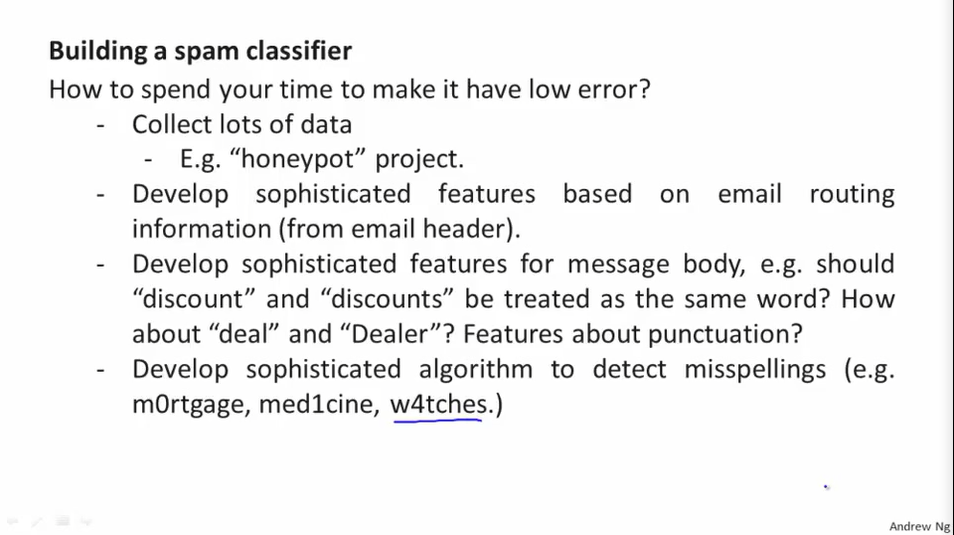 Building a spam classifier
How to spend your time to make it have low error?
- Collect lots of data
- E.g. “honeypot” project.
- Develop sophisticated features based on email routing
information (from email header).
- Develop sophisticated features for message body, e.g. should
“discount” and “discounts” be treated as the same word? How
about “deal” and “Dealer”? Features about punctuation?
- Develop sophisticated algorithm to detect misspellings (e.g.
m0rtgage, med1cine, w4tches.)
Andrew Ng